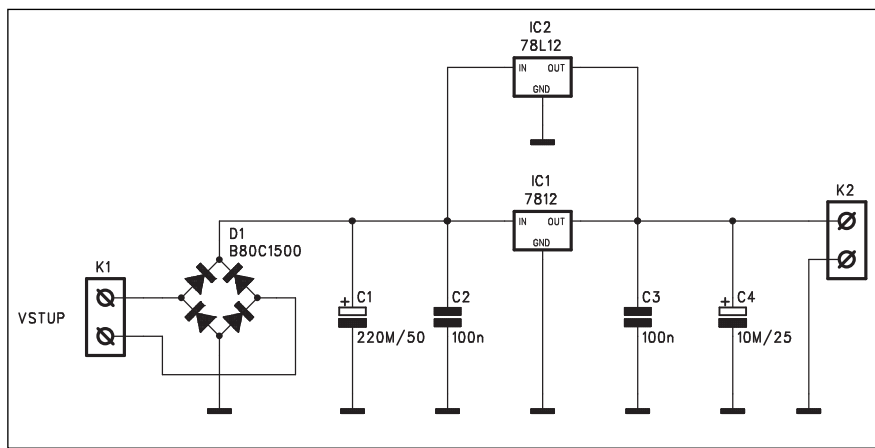 IC2
78L12
IN OUT
GND
IC1
7812
IN OUT
GND
K2
D1
B80C1500
K1
VSTUP
+
C1
220M/50
C2
100n
C3
100n
+
C4
10M/25